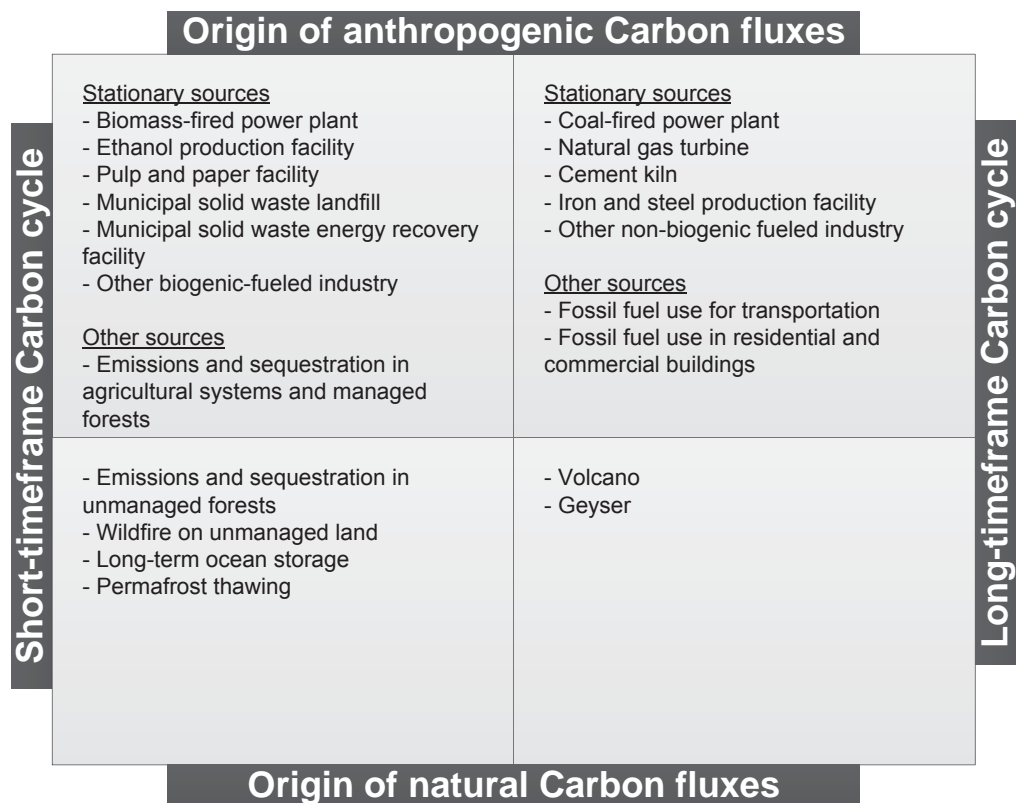 Origin of anthropogenic Carbon fluxes
Short-timeframe Carbon cycle
Stationary sources
- Biomass-fired power plant
- Ethanol production facility
- Pulp and paper facility
- Municipal solid waste landfill
- Municipal solid waste energy recovery
facility
- Other biogenic-fueled industry
Other sources
- Emissions and sequestration in
agricultural systems and managed
forests
Stationary sources
- Coal-fired power plant
- Natural gas turbine
- Cement kiln
- Iron and steel production facility
- Other non-biogenic fueled industry
Other sources
- Fossil fuel use for transportation
- Fossil fuel use in residential and
commercial buildings
Long-timeframe Carbon cycle
- Emissions and sequestration in
unmanaged forests
- Wildfire on unmanaged land
- Long-term ocean storage
- Permafrost thawing
- Volcano
- Geyser
Origin of natural Carbon fluxes